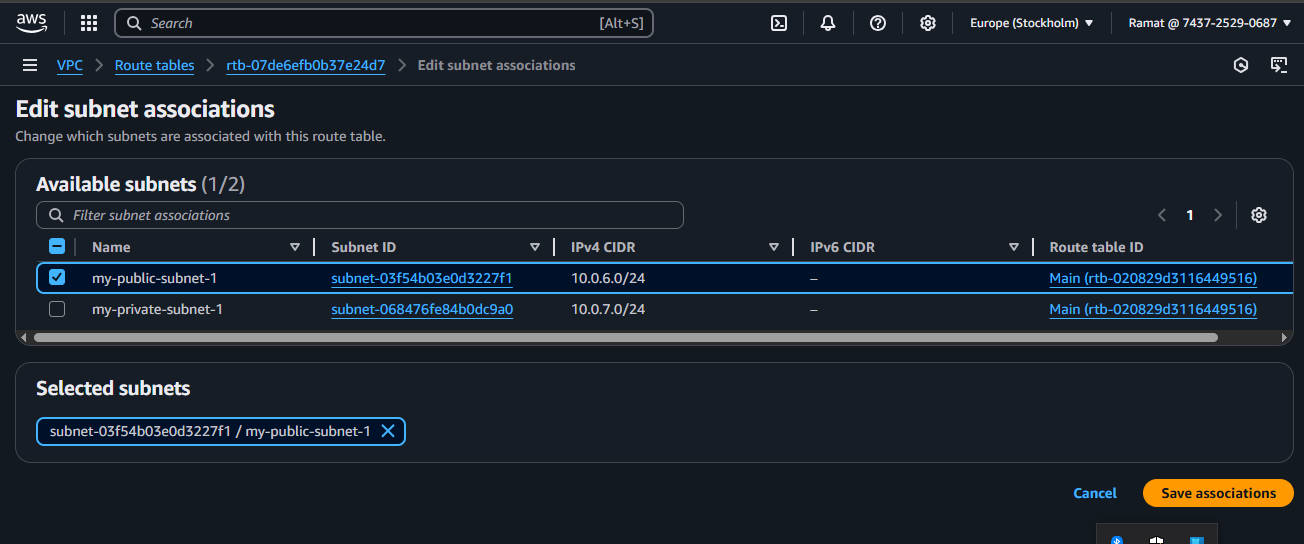 aws Search [Alt+S] Europe (Stockholm) Ramat @ 7437-2529-0687
VPC Route tables rtb-07de6efb0b37e24d7 Edit subnet associations
Edit subnet associations
Change which subnets are associated with this route table.
Available subnets (1/2)
Filter subnet associations 1
Name Subnet ID IPv4 CIDR IPv6 CIDR Route table ID
my-public-subnet-1 subnet-03f54b03e0d3227f1 10.0.6.0/24 – Main (rtb-020829d3116449516)
my-private-subnet-1 subnet-068476fe84b0dc9a0 10.0.7.0/24 – Main (rtb-020829d3116449516)
Selected subnets
subnet-03f54b03e0d3227f1 / my-public-subnet-1
Cancel Save associations